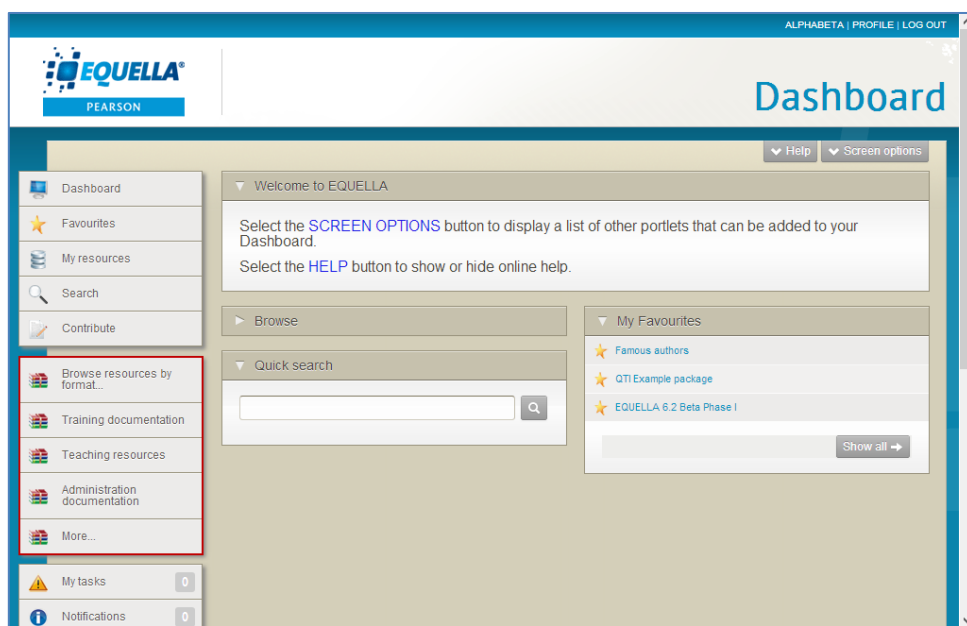 ALPHABETA | PROFILE | LOG OUT
EQUELLA®
PEARSON
Dashboard
Help
Screen options
Dashboard
Favourites
My resources
Search
Contribute
Browse resources by
format...
Training documentation
Teaching resources
Administration
documentation
More...
My tasks 0
Notifications 0
Welcome to EQUELLA
Select the SCREEN OPTIONS button to display a list of other portlets that can be added to your
Dashboard.
Select the HELP button to show or hide online help.
Browse
Quick search
My Favourites
Famous authors
QTI Example package
EQUELLA 6.2 Beta Phase I
Show all